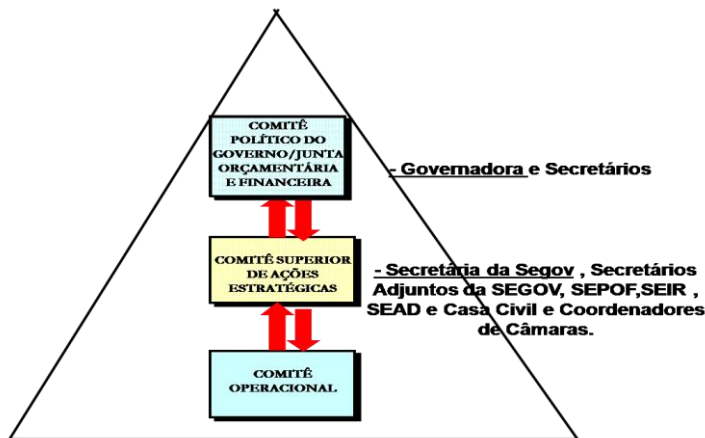 COMITÊ
POLÍTICO DO
GOVERNO/JUNTA
ORÇAMENTÁRIA
E FINANCEIRA
- Governadora e Secretários
COMITÊ SUPERIOR
DE AÇÕES
ESTRATÉGICAS
- Secretária da Segov , Secretários
Adjuntos da SEGOV, SEPOF,SEIR ,
SEAD e Casa Civil e Coordenadores
de Câmaras.
COMITÊ
OPERACIONAL